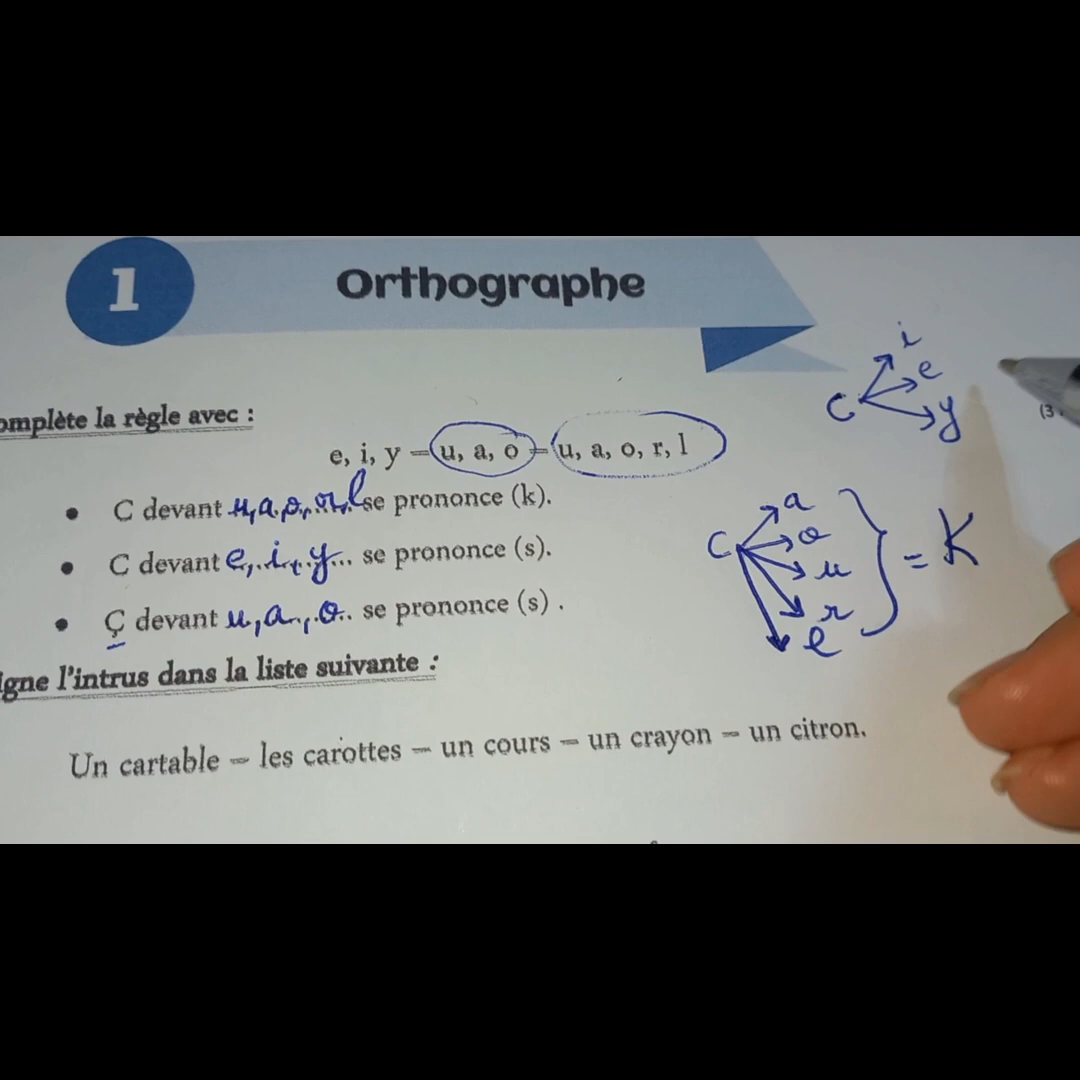 1
Orthographe
omplète la règle avec :
(3
e, i, y – u, a, o – u, a, o, r, l
C devant u, a, o, r, l se prononce (k).
C devant e, i, y... se prononce (s).
Ç devant u, a, o.. se prononce (s) .
igne l'intrus dans la liste suivante :
Un cartable – les carottes – un cours – un crayon – un citron.
C i
e
y
C a
o
u
r
l
= K